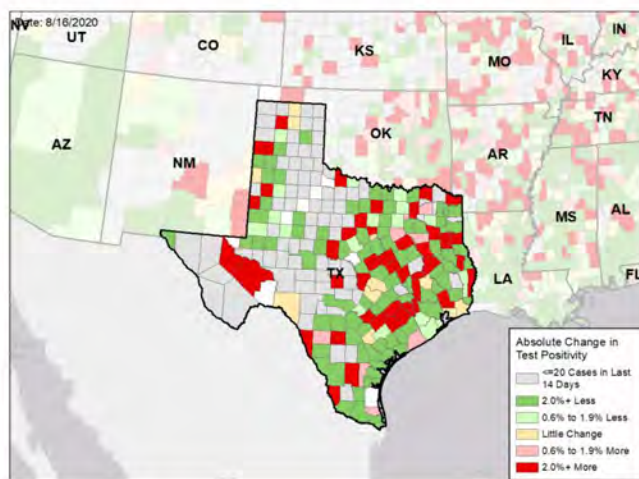 Date: 8/16/2020
NV
UT
CO
KS
MO
IL
IN
KY
AZ
NM
OK
AR
TN
TX
LA
MS
AL
FL
Absolute Change in
Test Positivity
<=20 Cases in Last
14 Days
2.0%+ Less
0.6% to 1.9% Less
Little Change
0.6% to 1.9% More
2.0%+ More